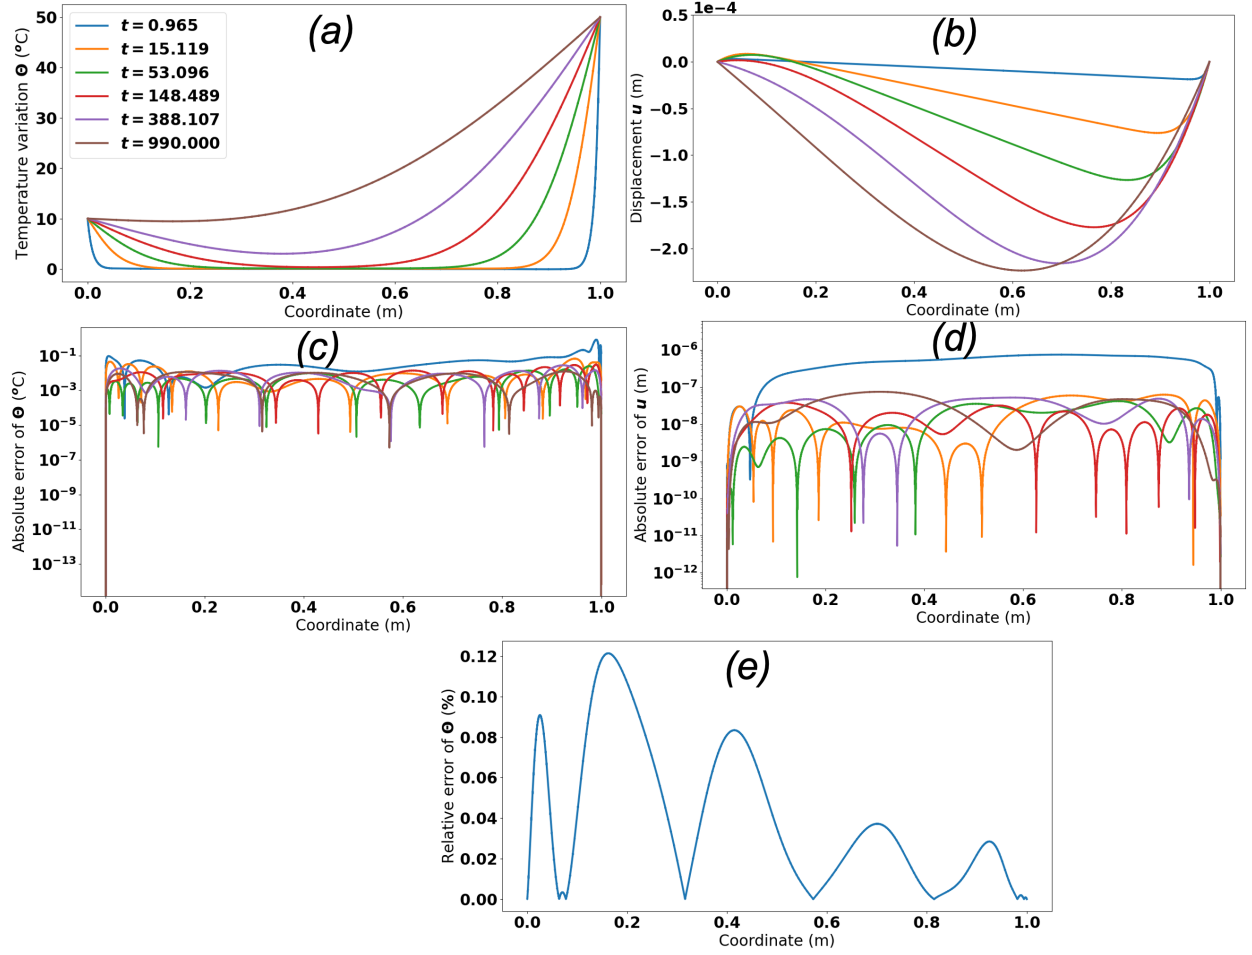 (a)
t = 0.965
t = 15.119
t = 53.096
t = 148.489
t = 388.107
t = 990.000
Temperature variation Θ (°C)
50
40
30
20
10
0
0.0 0.2 0.4 0.6 0.8 1.0
Coordinate (m)
(b)
1e−4
Displacement u (m)
0.5
0.0
−0.5
−1.0
−1.5
−2.0
0.0 0.2 0.4 0.6 0.8 1.0
Coordinate (m)
(c)
Absolute error of Θ (°C)
10⁻¹
10⁻³
10⁻⁵
10⁻⁷
10⁻⁹
10⁻¹¹
10⁻¹³
0.0 0.2 0.4 0.6 0.8 1.0
Coordinate (m)
(d)
Absolute error of u (m)
10⁻⁶
10⁻⁷
10⁻⁸
10⁻⁹
10⁻¹⁰
10⁻¹¹
10⁻¹²
0.0 0.2 0.4 0.6 0.8 1.0
Coordinate (m)
(e)
Relative error of Θ (%)
0.12
0.10
0.08
0.06
0.04
0.02
0.00
0.0 0.2 0.4 0.6 0.8 1.0
Coordinate (m)